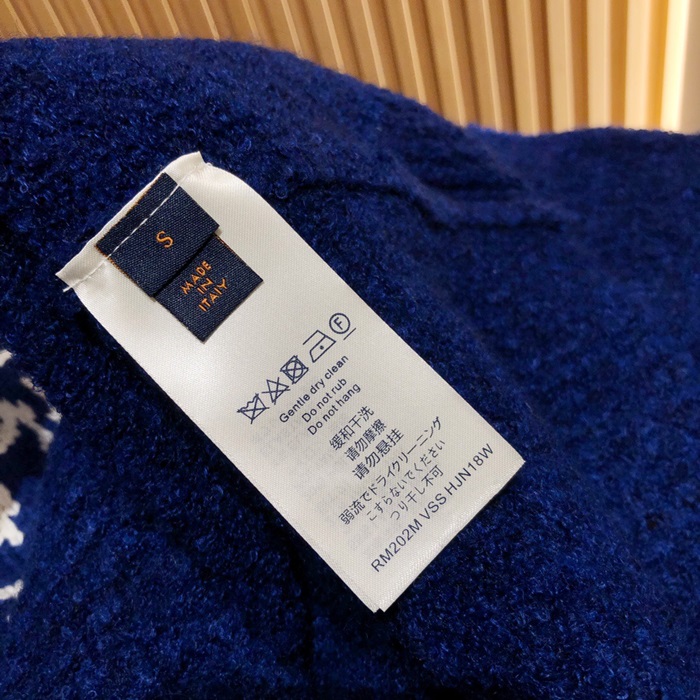 S
MADE
IN
ITALY
Gentle dry clean
Do not rub
Do not hang
缓和干洗
请勿摩擦
请勿悬挂
弱流でドライクリーニング
こすらないでください
つり干し不可
RM202M VSS HJN18W